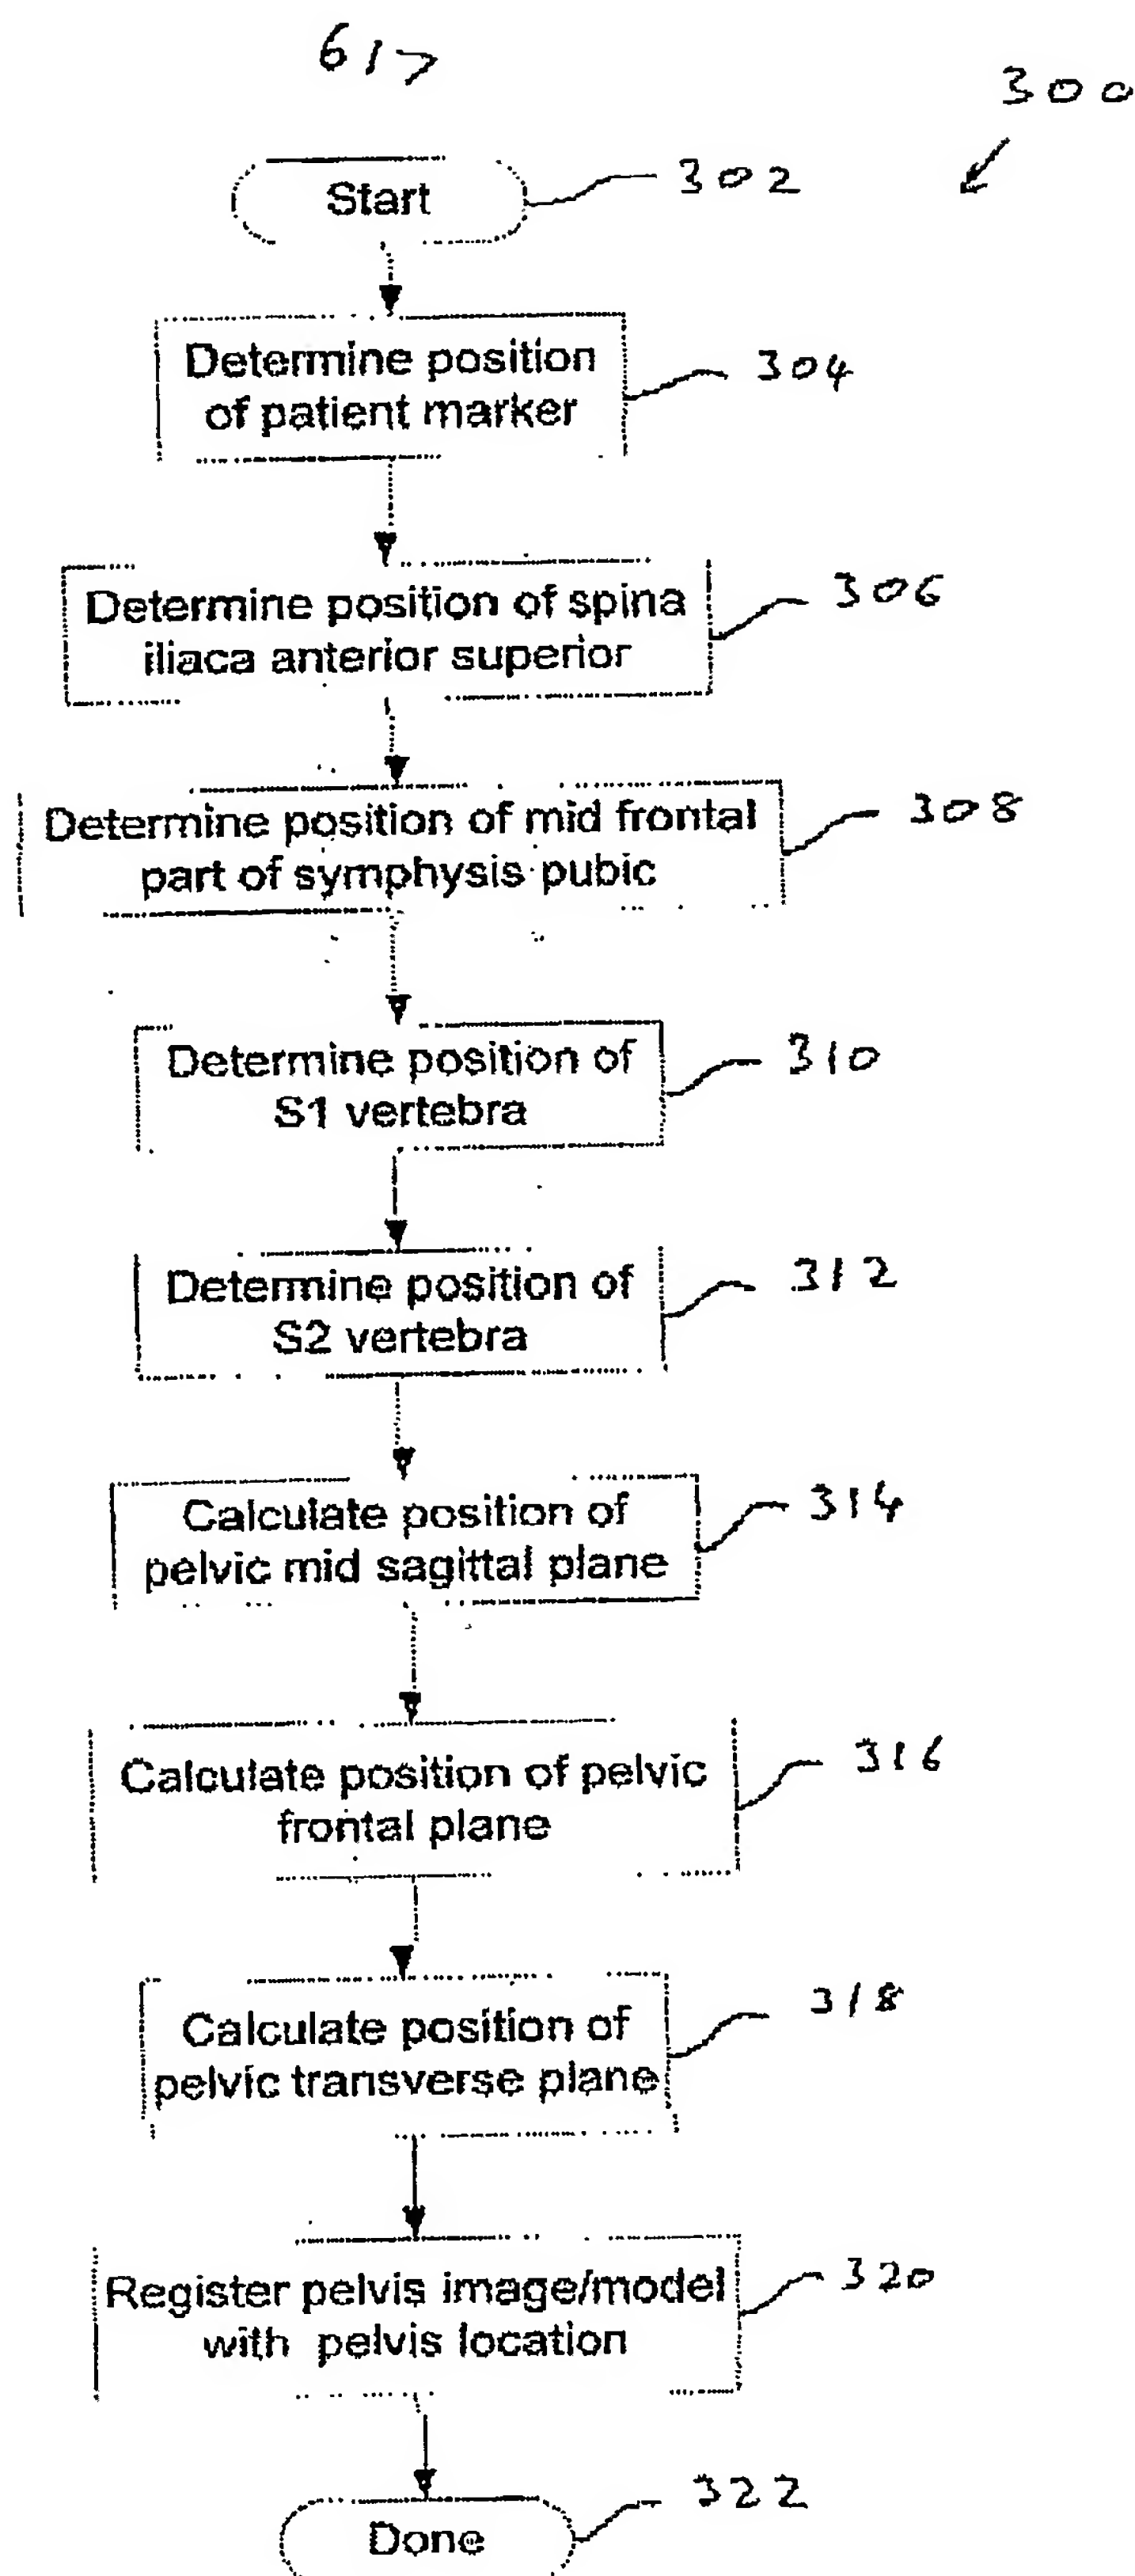 617
300
Start
302
Determine position
of patient marker
304
Determine position of spina
iliaca anterior superior
306
Determine position of mid frontal
part of symphysis pubic
308
Determine position of
S1 vertebra
310
Determine position of
S2 vertebra
312
Calculate position of
pelvic mid sagittal plane
314
Calculate position of pelvic
frontal plane
316
Calculate position of
pelvic transverse plane
318
Register pelvis image/model
with pelvis location
320
Done
322